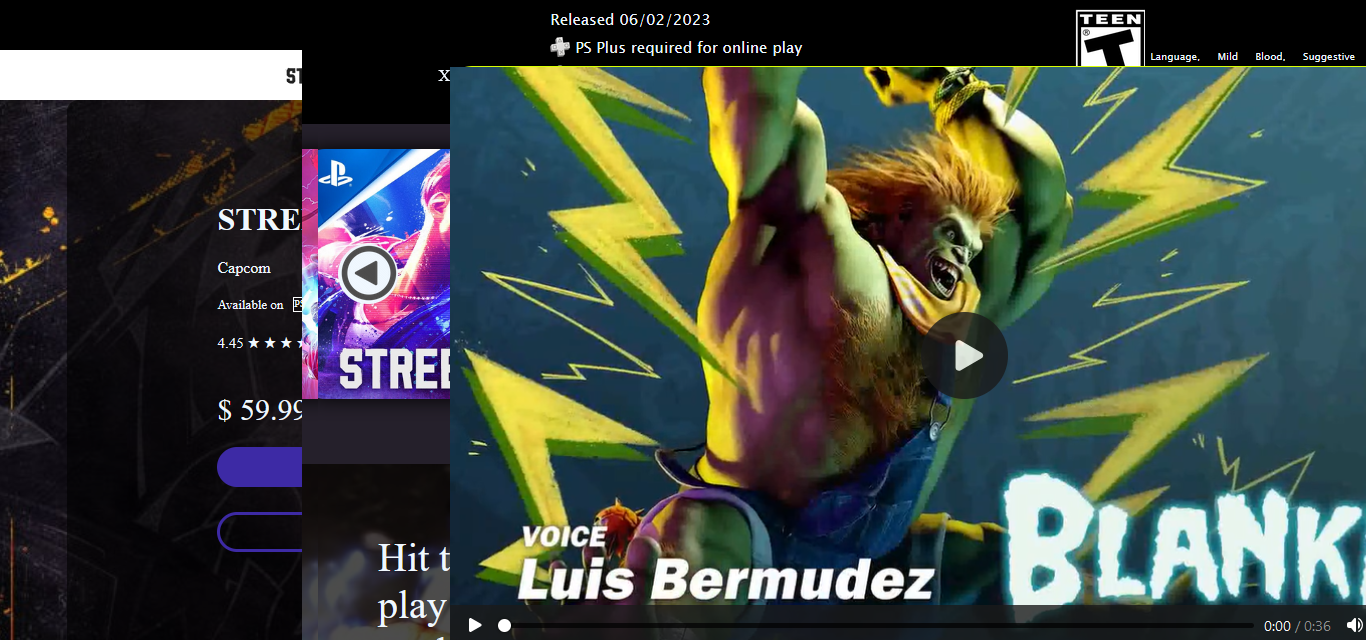 Released 06/02/2023
PS Plus required for online play
TEEN
T
®
Language, Mild Blood, Suggestive
ST
X
STRE
Capcom
Available on PS
4.45
$ 59.99
STREE
Hit t
play
VOICE
Luis Bermudez
BLANK
0:00 / 0:36